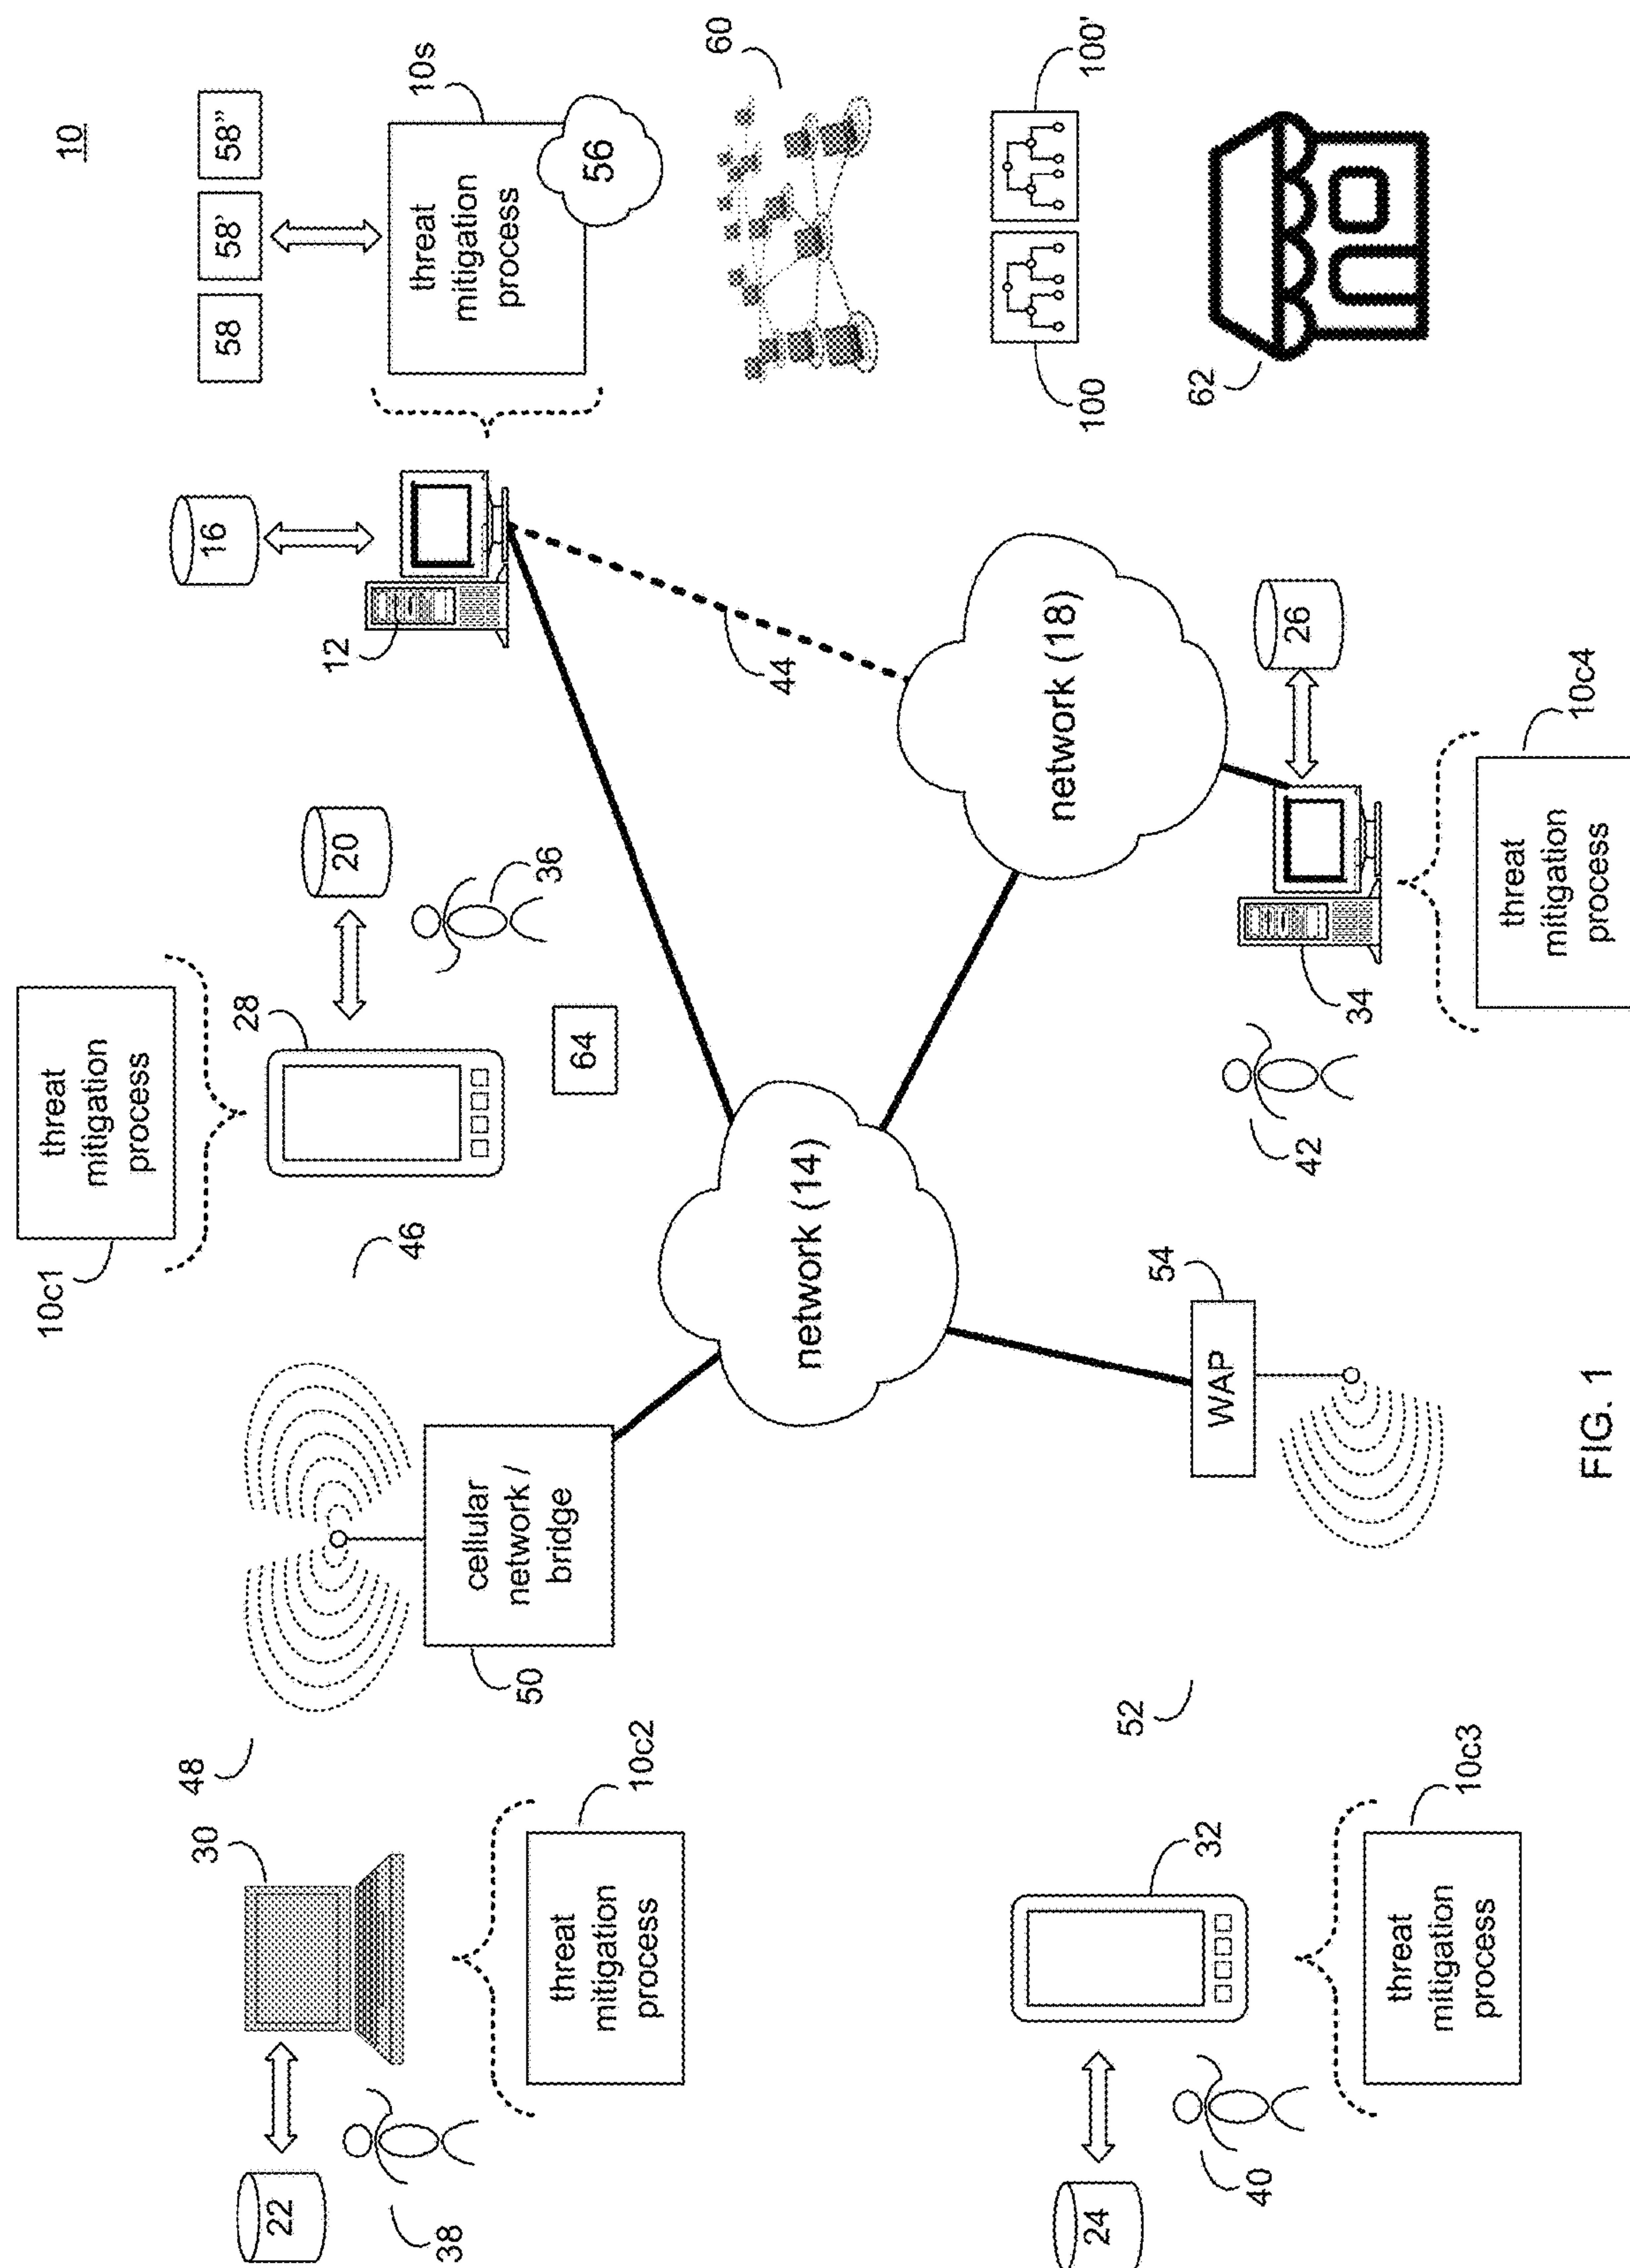 10
58
58'
58"
10s
threat
mitigation
process
56
60
100
100'
62
16
12
44
network (18)
26
34
42
10c4
threat
mitigation
process
20
36
28
64
10c1
threat
mitigation
process
46
network (14)
54
WAP
50
cellular
network /
bridge
48
52
30
22
38
10c2
threat
mitigation
process
32
24
40
10c3
threat
mitigation
process
FIG. 1